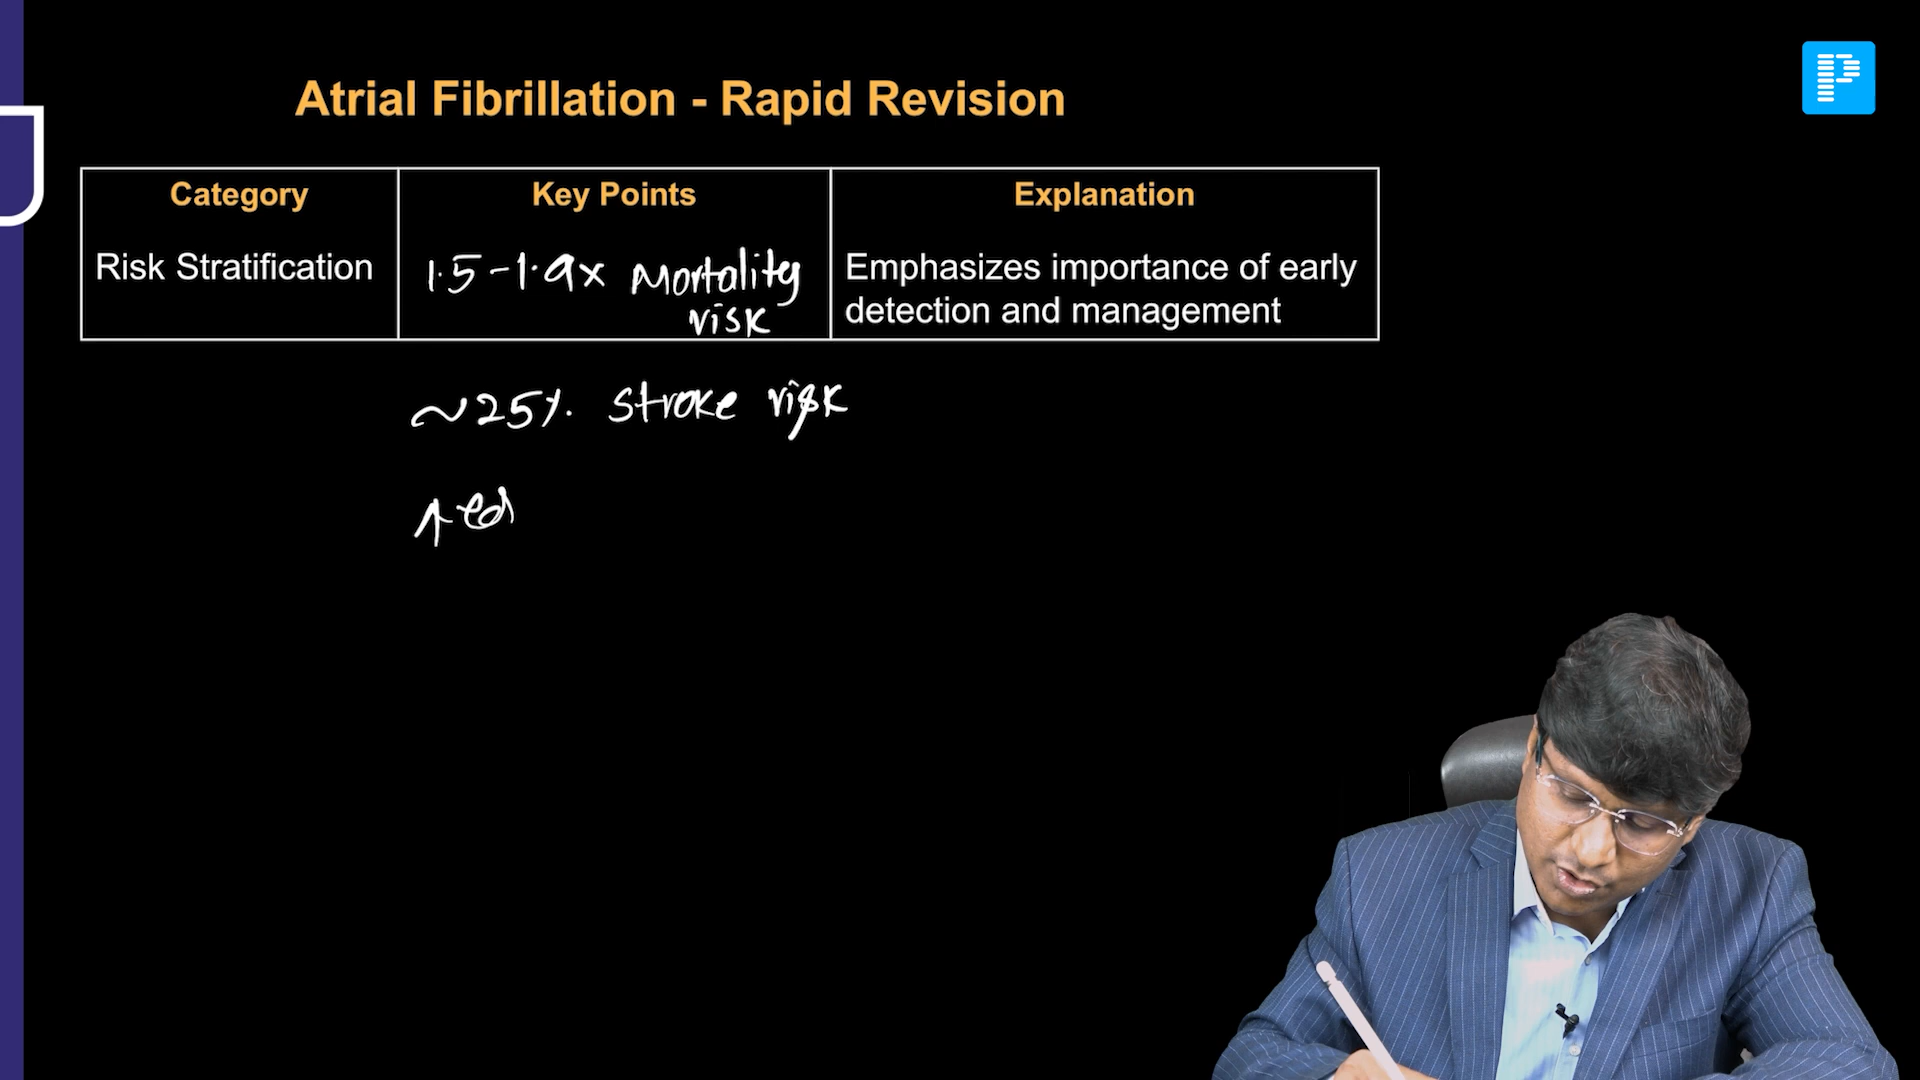 Atrial Fibrillation - Rapid Revision
Category Key Points Explanation
Risk Stratification 1.5-1.9x Mortality Emphasizes importance of early
risk detection and management
~25%. stroke risk
↑ed